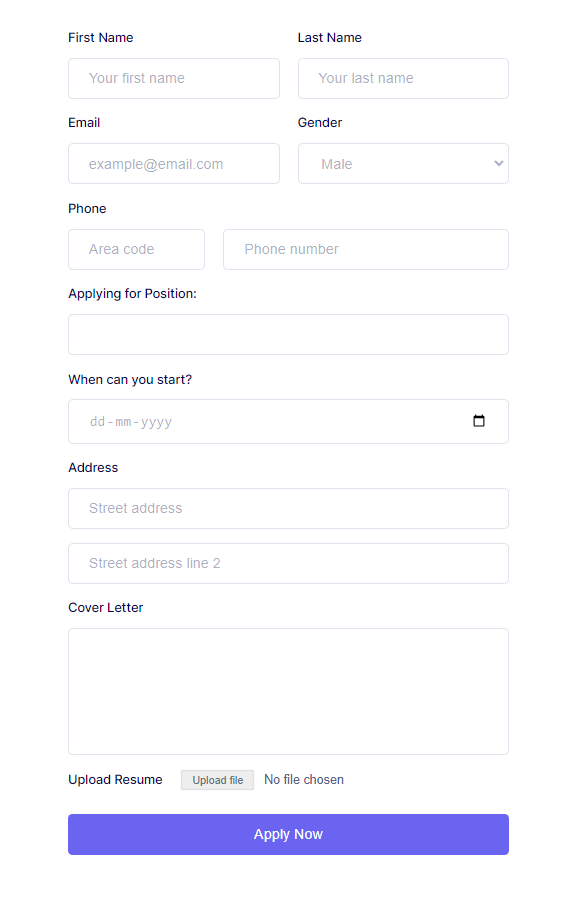 First Name Last Name
Your first name Your last name
Email Gender
example@email.com Male
Phone
Area code Phone number
Applying for Position:
When can you start?
dd-mm-yyyy
Address
Street address
Street address line 2
Cover Letter
Upload Resume Upload file No file chosen
Apply Now